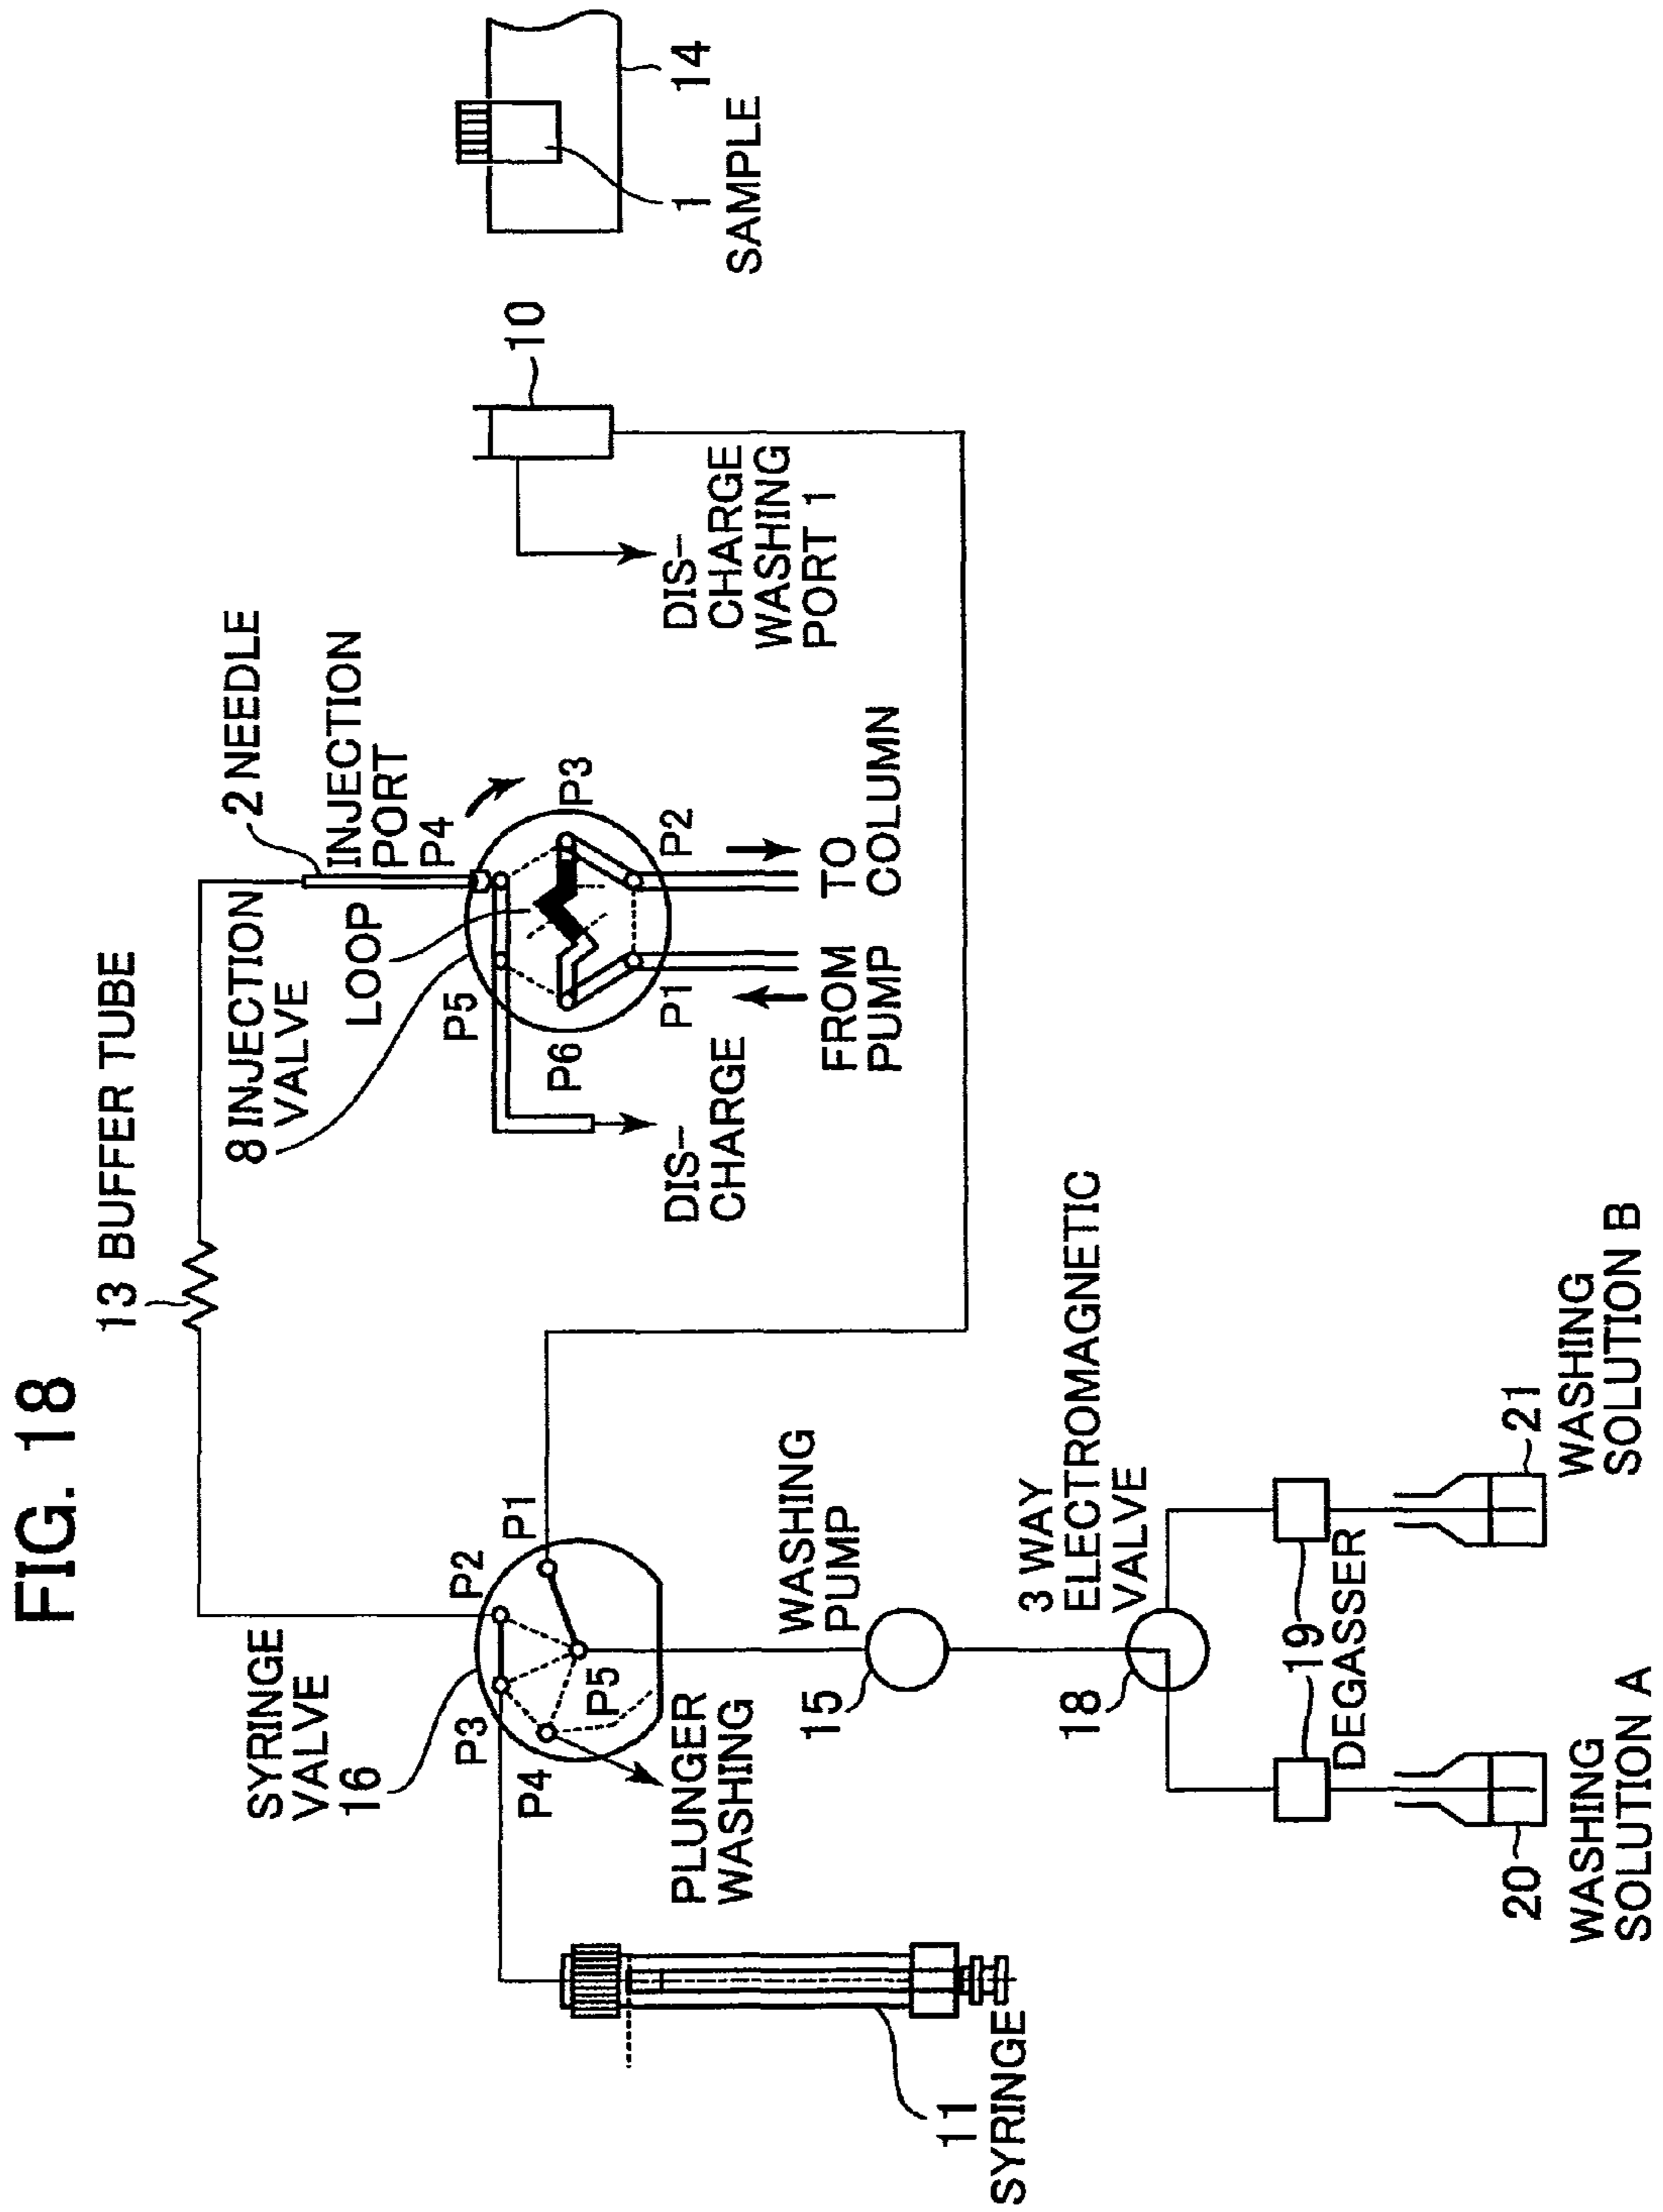 FIG. 18
13 BUFFER TUBE
2 NEEDLE
INJECTION
PORT
P4
8 INJECTION
VALVE
LOOP
P5
P6
P3
P2
P1
DIS-
CHARGE
FROM
PUMP
TO
COLUMN
10
DIS-
CHARGE
WASHING
PORT 1
14
1
SAMPLE
SYRINGE
VALVE
16
P2
P1
P3
P4
P5
PLUNGER
WASHING
11
SYRINGE
WASHING
PUMP
15
3 WAY
ELECTROMAGNETIC
VALVE
18
19
DEGASSER
20
WASHING
SOLUTION A
21
WASHING
SOLUTION B